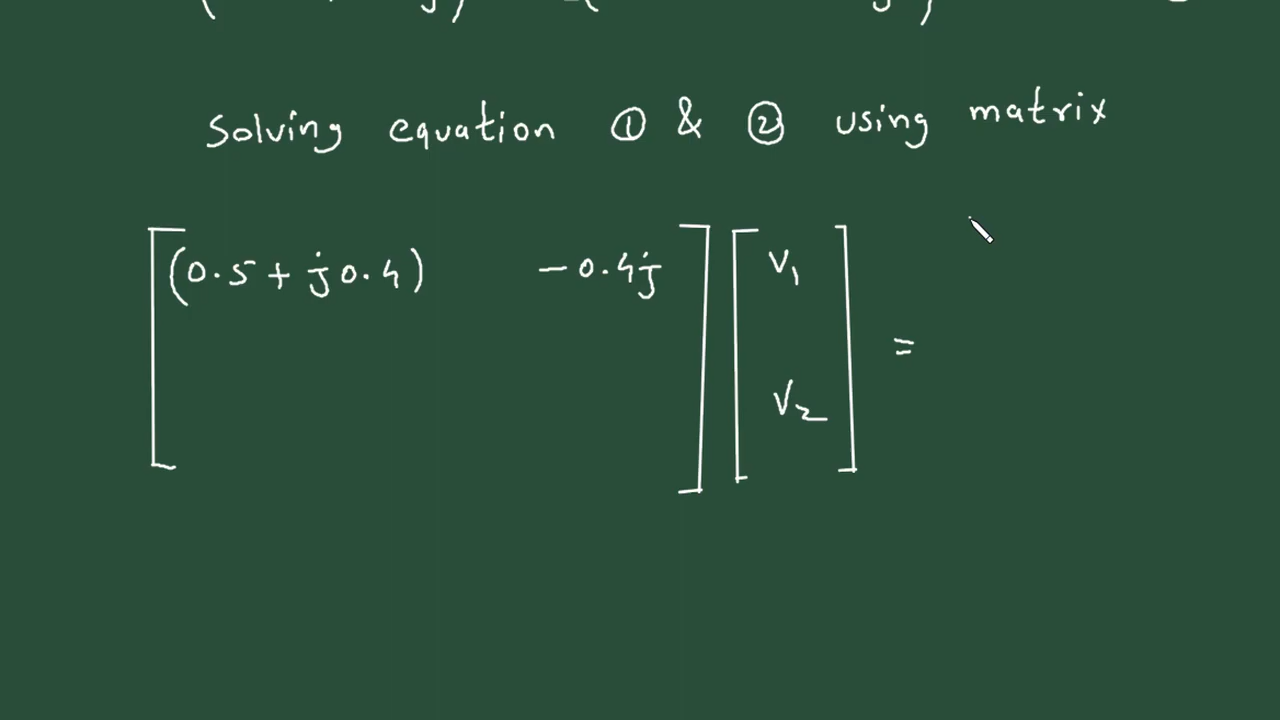 Solving equation ① & ② using matrix
(0.5 + j0.4) -0.4j V₁ =
V₂